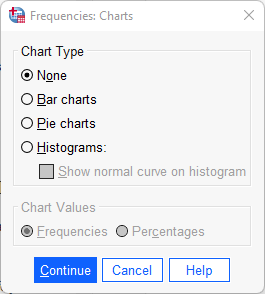 Frequencies: Charts
Chart Type
None
Bar charts
Pie charts
Histograms:
Show normal curve on histogram
Chart Values
Frequencies Percentages
Continue Cancel Help